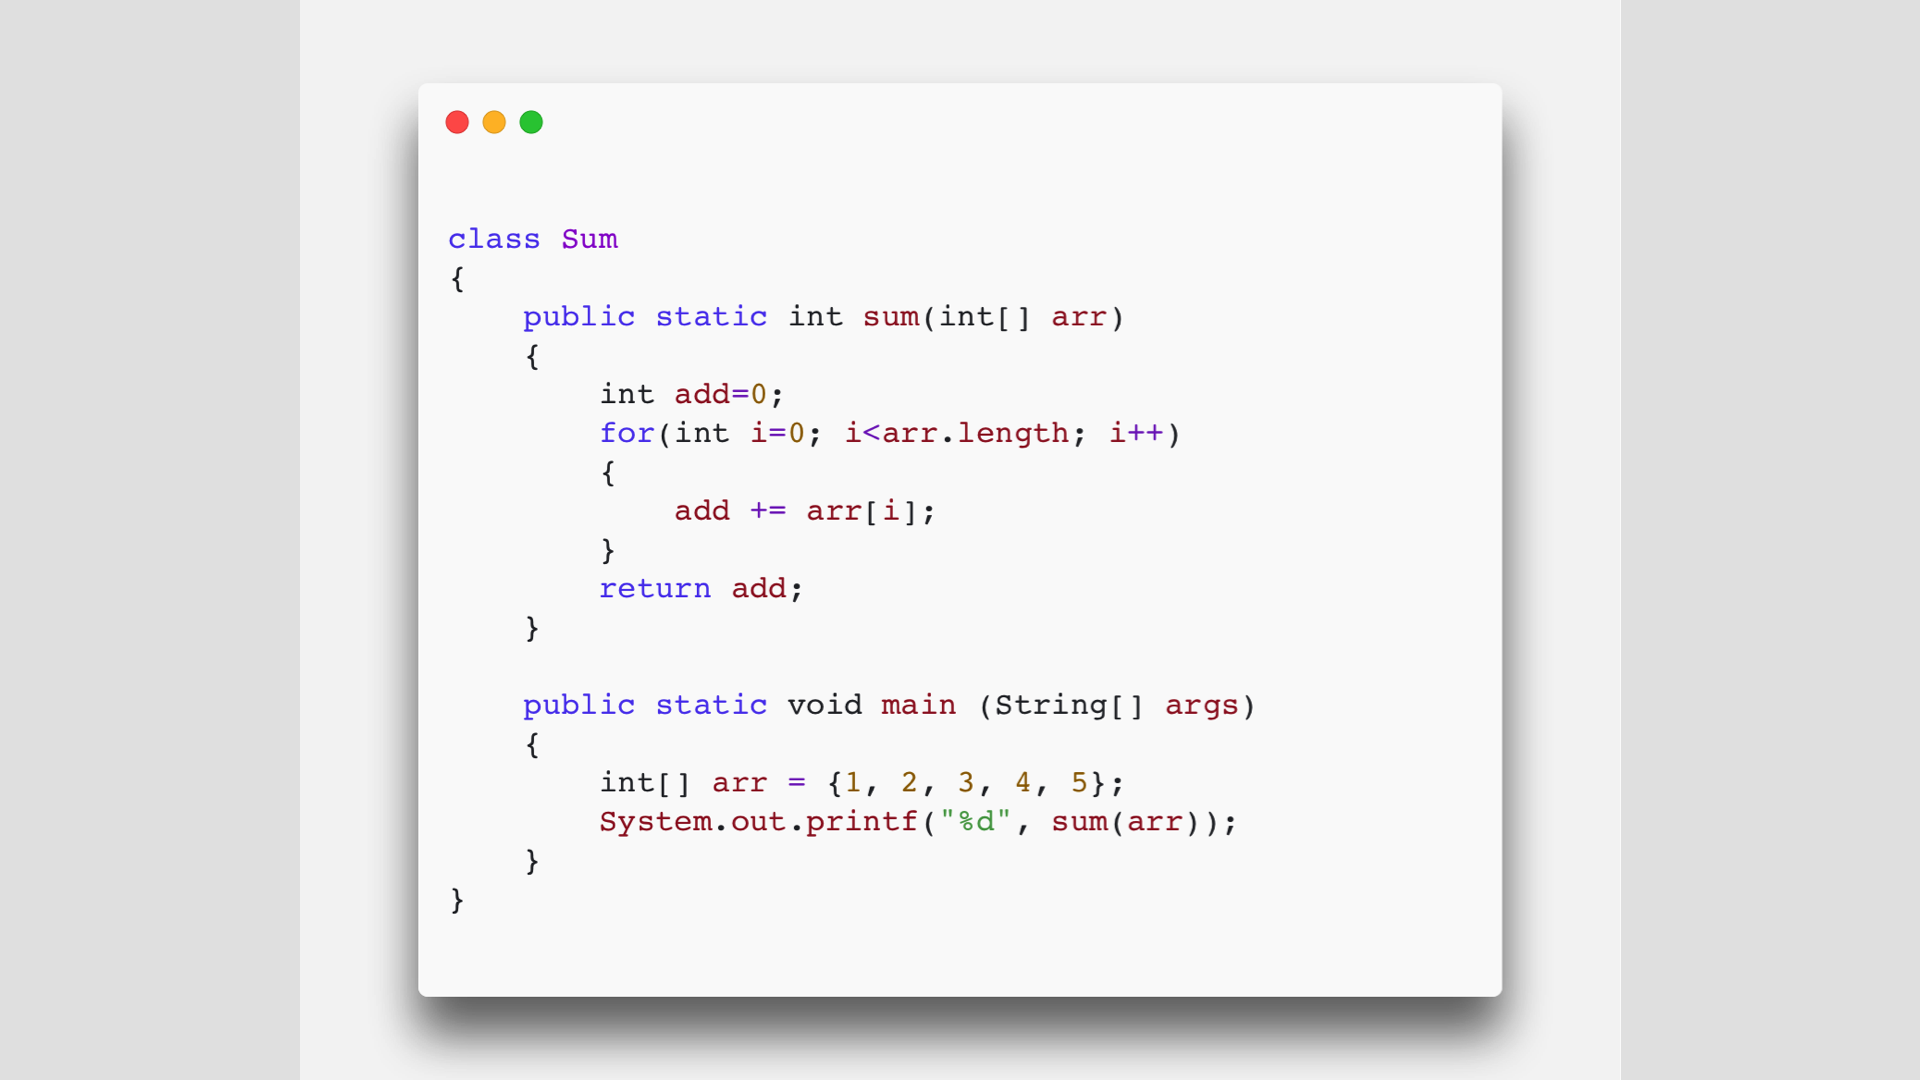 class Sum
{
    public static int sum(int[] arr)
    {
        int add=0;
        for(int i=0; i<arr.length; i++)
        {
            add += arr[i];
        }
        return add;
    }

    public static void main (String[] args)
    {
        int[] arr = {1, 2, 3, 4, 5};
        System.out.printf("%d", sum(arr));
    }
}